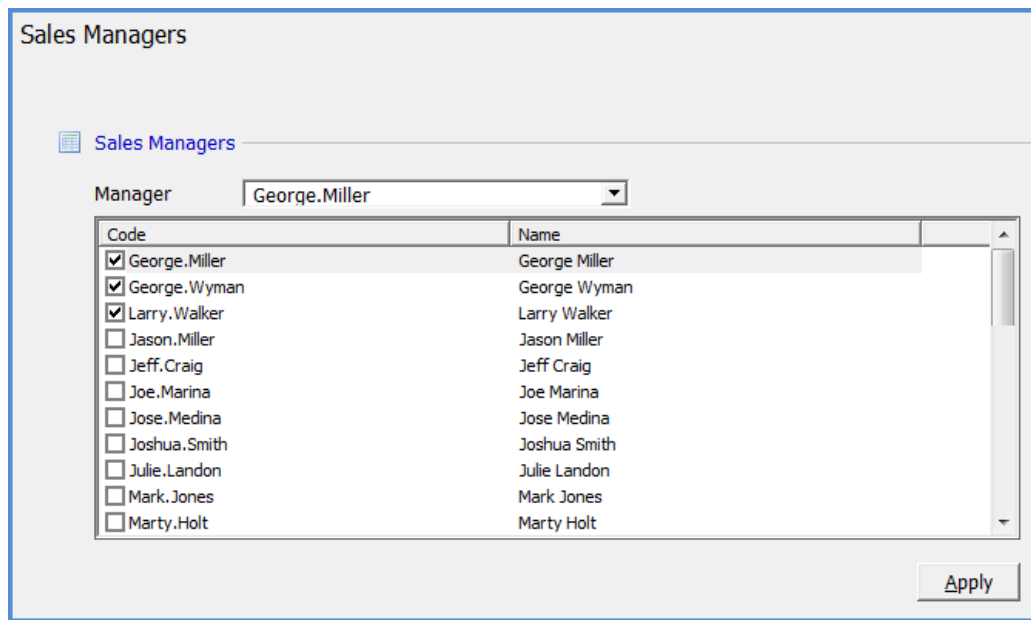 Sales Managers
Sales Managers
Manager George.Miller
Code Name
George.Miller George Miller
George.Wyman George Wyman
Larry.Walker Larry Walker
Jason.Miller Jason Miller
Jeff.Craig Jeff Craig
Joe.Marina Joe Marina
Jose.Medina Jose Medina
Joshua.Smith Joshua Smith
Julie.Landon Julie Landon
Mark.Jones Mark Jones
Marty.Holt Marty Holt
Apply